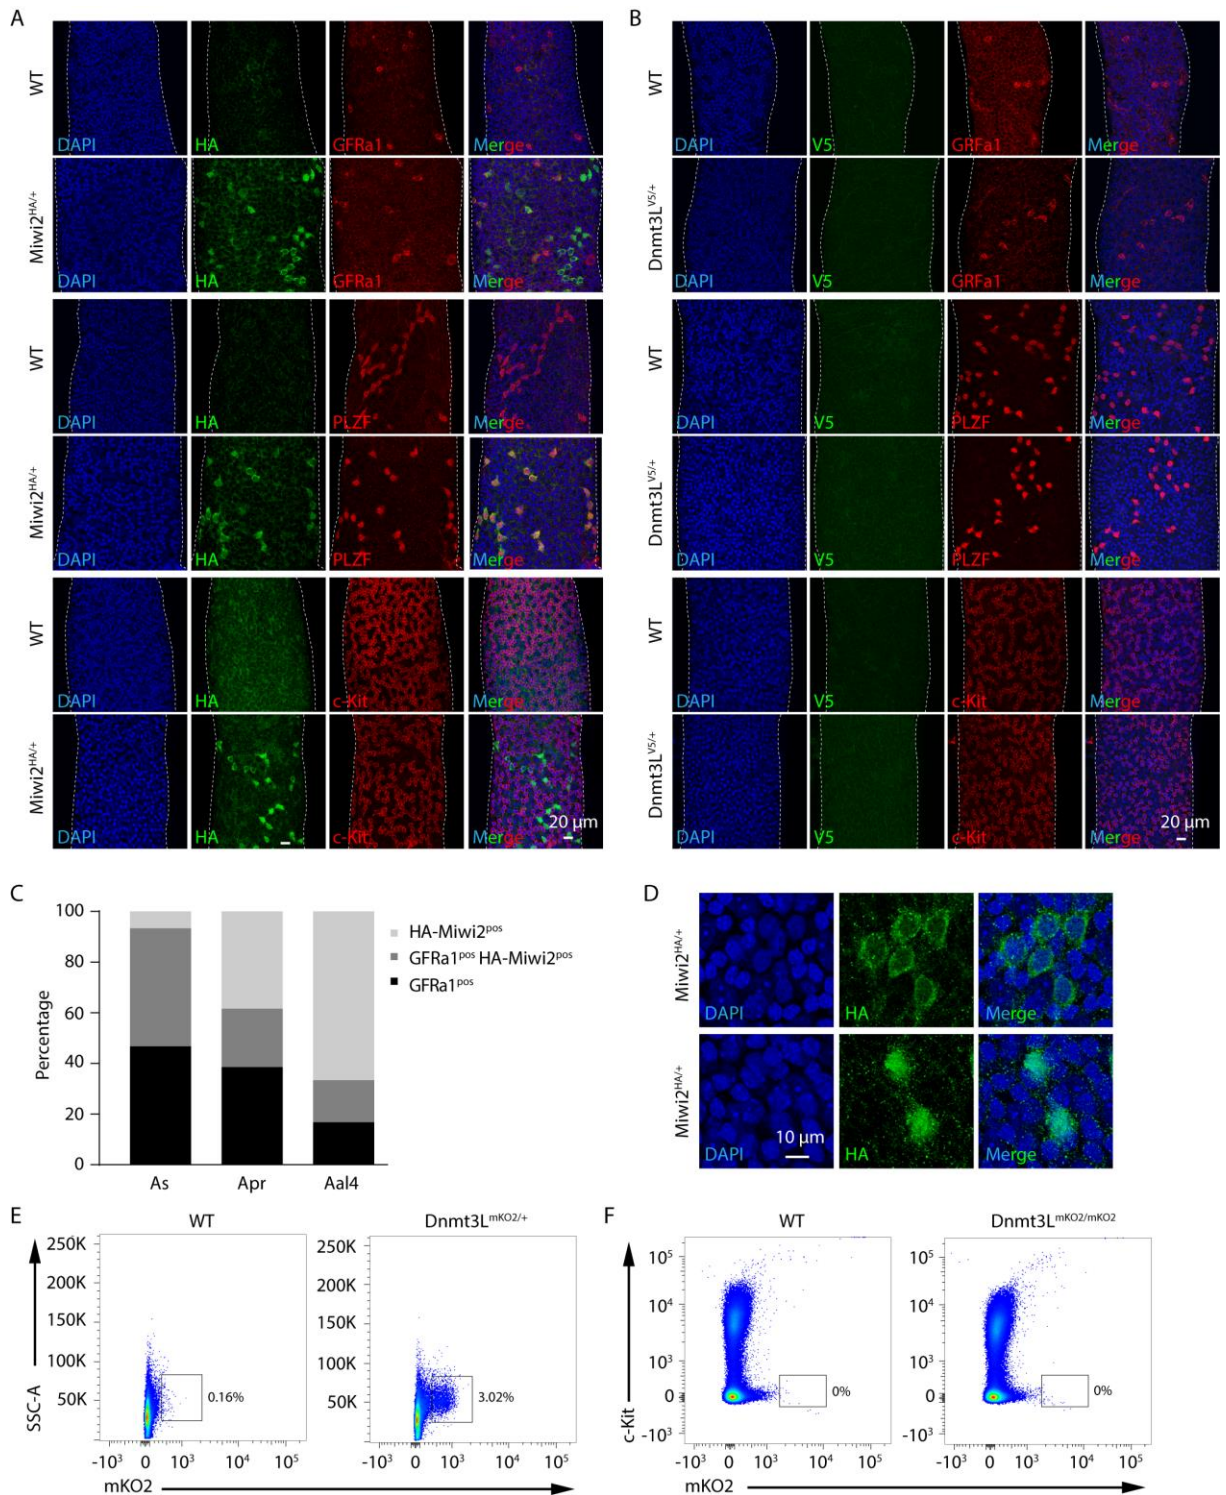 A
WT
DAPI HA GFRa1 Merge
Miwi2HA/+
DAPI HA GFRa1 Merge
WT
DAPI HA PLZF Merge
Miwi2HA/+
DAPI HA PLZF Merge
WT
DAPI HA c-Kit Merge
Miwi2HA/+
20 µm
DAPI HA c-Kit Merge
B
WT
DAPI V5 GRFa1 Merge
Dnmt3LV5/+
DAPI V5 GRFa1 Merge
WT
DAPI V5 PLZF Merge
Dnmt3LV5/+
DAPI V5 PLZF Merge
WT
DAPI V5 c-Kit Merge
Dnmt3LV5/+
20 µm
DAPI V5 c-Kit Merge
C
Percentage
100
80
60
40
20
0
As Apr Aal4
HA-Miwi2pos
GFRa1pos HA-Miwi2pos
GFRa1pos
D
Miwi2HA/+
DAPI HA Merge
Miwi2HA/+
10 µm
DAPI HA Merge
E
WT
SSC-A
250K
200K
150K
100K
50K
0.16%
-10³ 0 10³ 10⁴ 10⁵
Dnmt3LmKO2/+
250K
200K
150K
100K
50K
3.02%
-10³ 0 10³ 10⁴ 10⁵
mKO2
F
WT
c-Kit
10⁵
10⁴
10³
0
-10³
0%
-10³ 0 10³ 10⁴ 10⁵
Dnmt3LmKO2/mKO2
10⁵
10⁴
10³
0
-10³
0%
-10³ 0 10³ 10⁴ 10⁵
mKO2